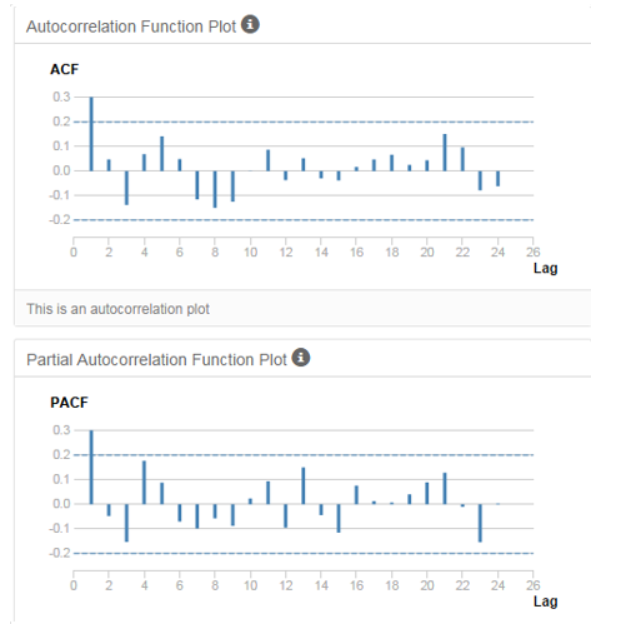 Autocorrelation Function Plot
ACF
0.3
0.2
0.1
0.0
-0.1
-0.2
0 2 4 6 8 10 12 14 16 18 20 22 24 26
Lag
This is an autocorrelation plot
Partial Autocorrelation Function Plot
PACF
0.3
0.2
0.1
0.0
-0.1
-0.2
0 2 4 6 8 10 12 14 16 18 20 22 24 26
Lag